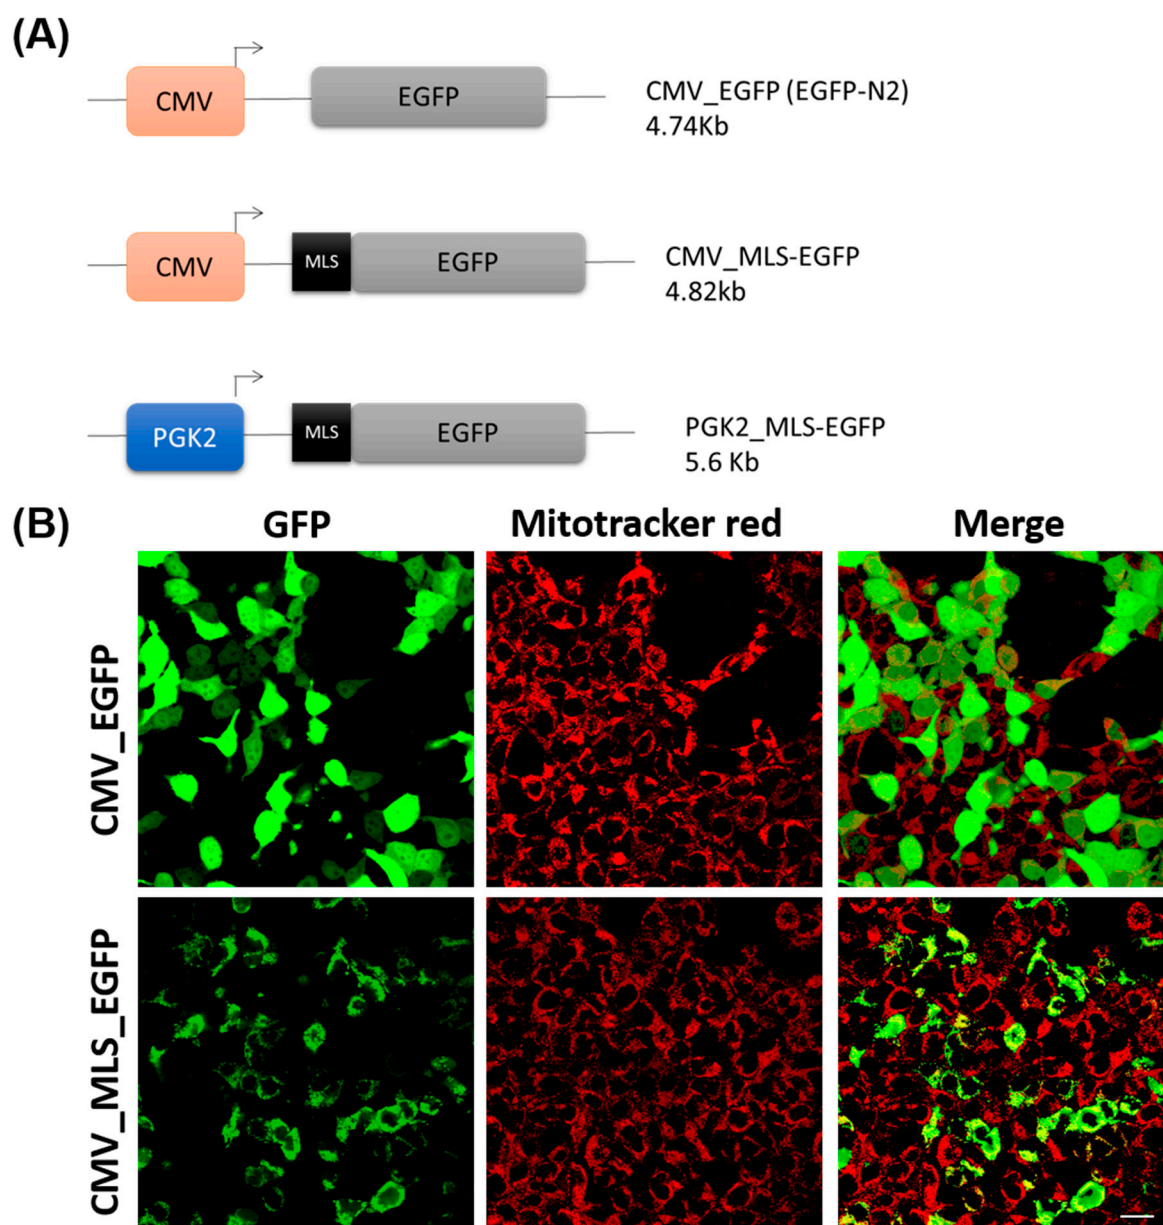 (A)
CMV
EGFP
CMV_EGFP (EGFP-N2)
4.74Kb
CMV
MLS
EGFP
CMV_MLS-EGFP
4.82kb
PGK2
MLS
EGFP
PGK2_MLS-EGFP
5.6 Kb
(B)
GFP
Mitotracker red
Merge
CMV_EGFP
CMV_MLS_EGFP